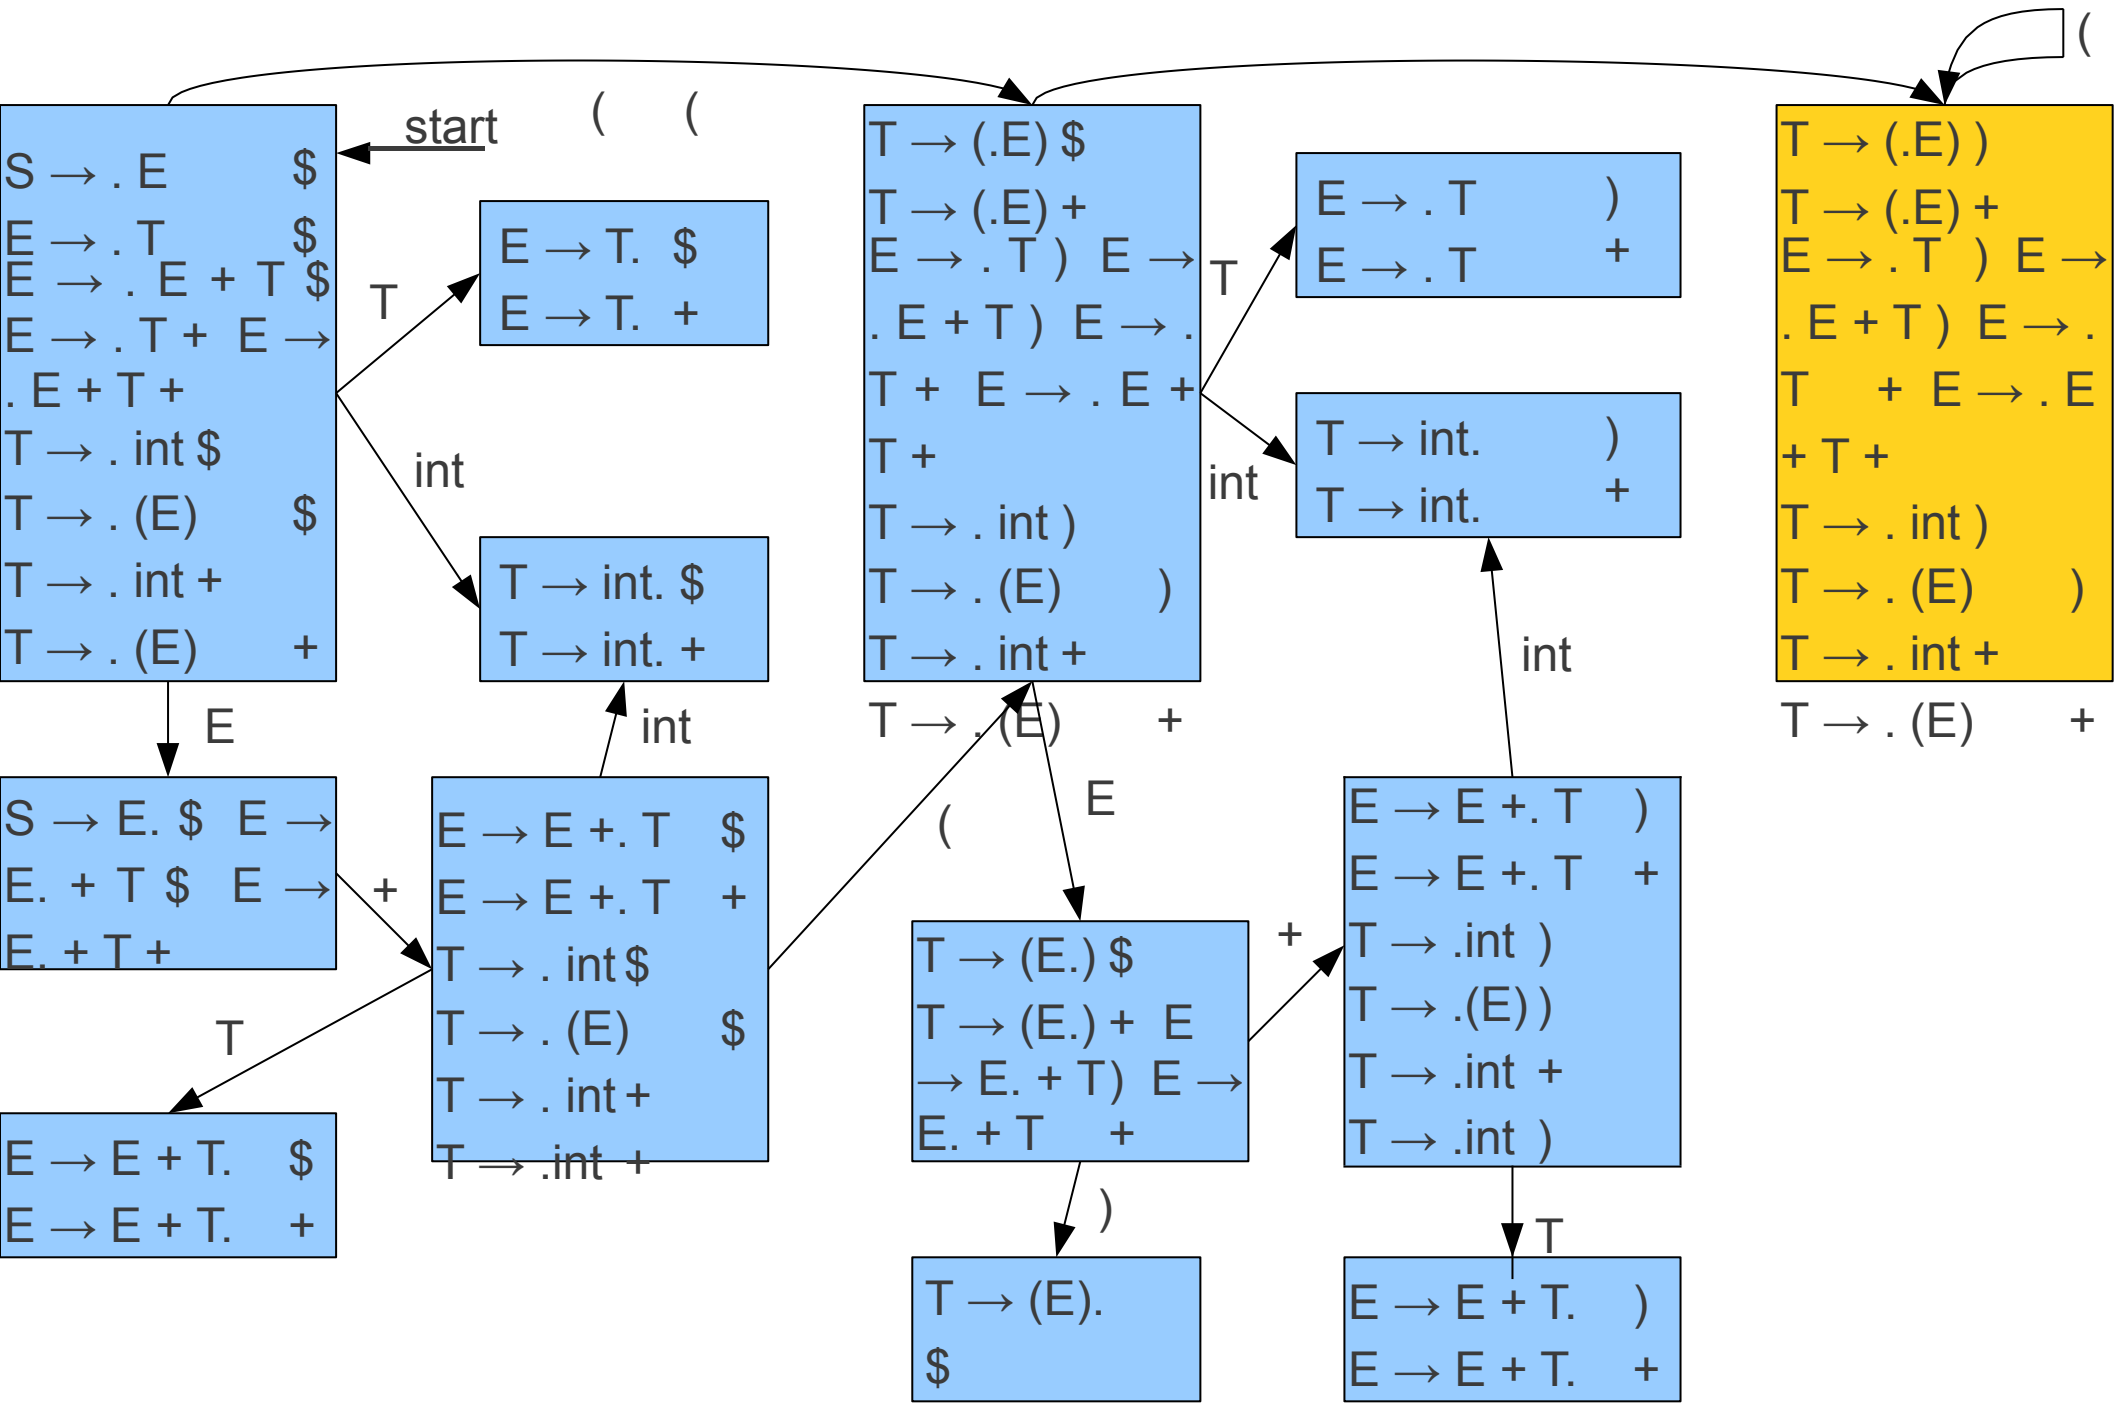 (
start ( (
S → . E $
E → . T $
E → . E + T $
E → . T + E →
. E + T +
T → . int $
T → . (E) $
T → . int +
T → . (E) +
T
E → T. $
E → T. +
int
T → int. $
T → int. +
E
int
S → E. $ E →
E. + T $ E →
E. + T +
+
E → E +. T $
E → E +. T +
T → . int $
T → . (E) $
T → . int +
T → .int +
T
E → E + T. $
E → E + T. +
(
T → (.E) $
T → (.E) +
E → . T ) E →
. E + T ) E → .
T + E → . E +
T +
T → . int )
T → . (E) )
T → . int +
T → . (E) +
T
E → . T )
E → . T +
int
T → int. )
T → int. +
int
E
T → (E.) $
T → (E.) + E
→ E. + T ) E →
E. + T +
+
E → E +. T )
E → E +. T +
T → .int )
T → .(E) )
T → .int +
T → .int )
)
T → (E).
$
T
E → E + T. )
E → E + T. +
T → (.E) )
T → (.E) +
E → . T ) E →
. E + T ) E → .
T + E → . E
+ T +
T → . int )
T → . (E) )
T → . int +
T → . (E) +